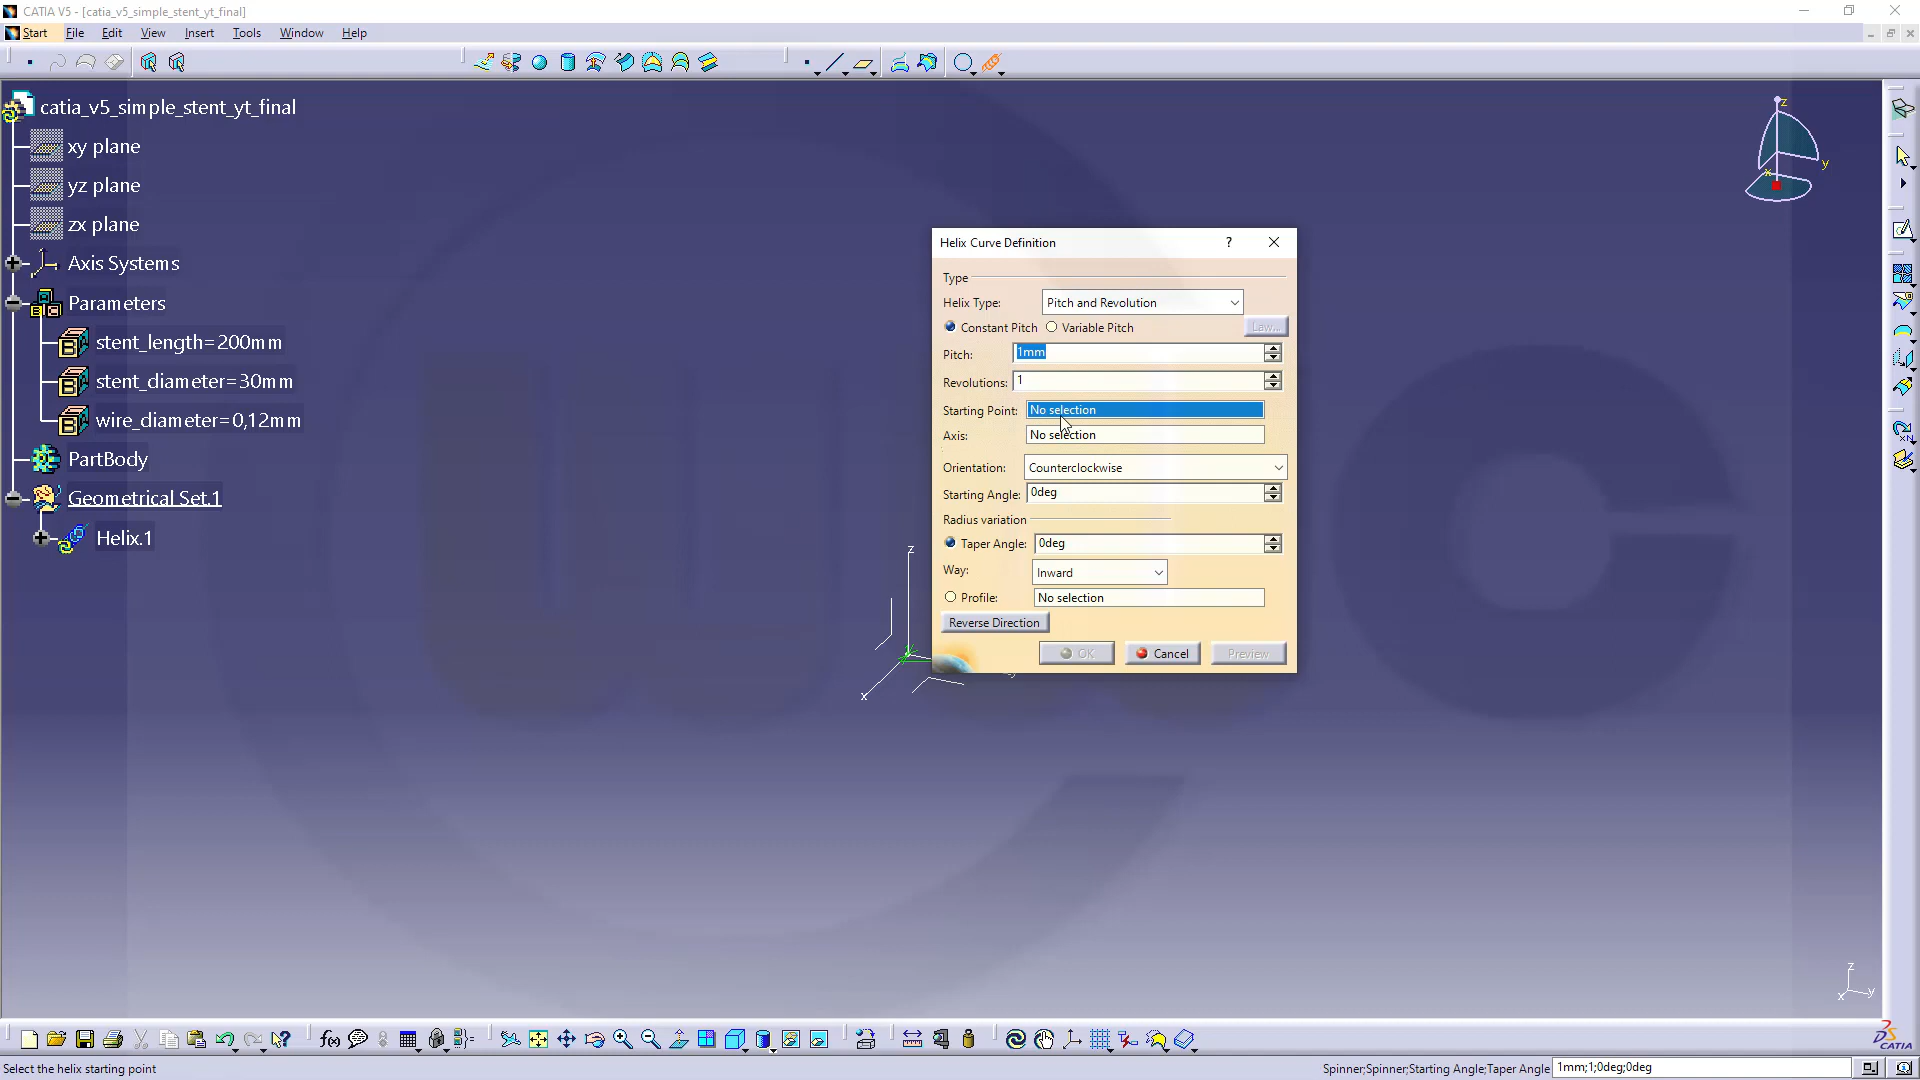 CATIA V5 - [catia_v5_simple_stent_yt_final]
Start File Edit View Insert Tools Window Help
catia_v5_simple_stent_yt_final
xy plane
yz plane
zx plane
Axis Systems
Parameters
stent_length=200mm
stent_diameter=30mm
wire_diameter=0,12mm
PartBody
Geometrical Set.1
Helix.1
z
y
x
Helix Curve Definition
Type
Helix Type: Pitch and Revolution
Constant Pitch Variable Pitch Law...
Pitch: 1mm
Revolutions: 1
Starting Point: No selection
Axis: No selection
Orientation: Counterclockwise
Starting Angle: 0deg
Radius variation
Taper Angle: 0deg
Way: Inward
Profile: No selection
Reverse Direction
OK Cancel Preview
z
x
z
x y
CATIA
Select the helix starting point
Spinner;Spinner;Starting Angle;Taper Angle 1mm;1;0deg;0deg